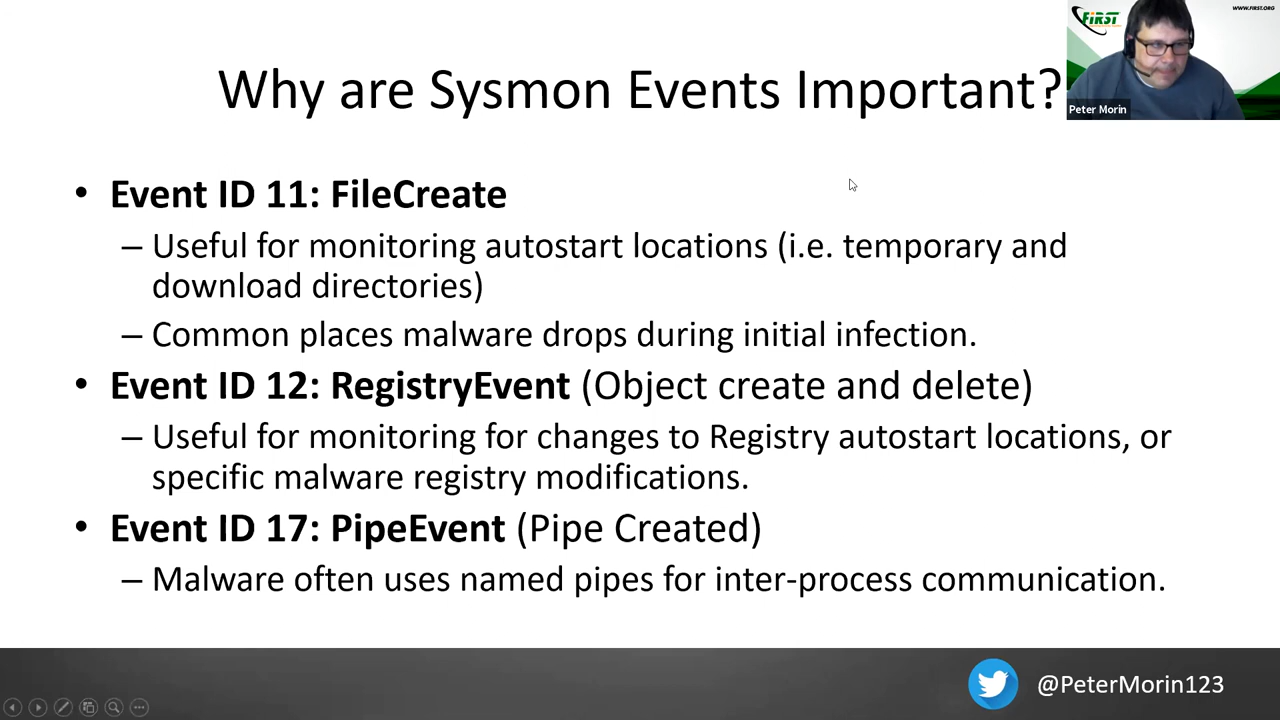 FIRST
WWW.FIRST.ORG
Peter Morin
Why are Sysmon Events Important?
• Event ID 11: FileCreate
– Useful for monitoring autostart locations (i.e. temporary and
download directories)
– Common places malware drops during initial infection.
• Event ID 12: RegistryEvent (Object create and delete)
– Useful for monitoring for changes to Registry autostart locations, or
specific malware registry modifications.
• Event ID 17: PipeEvent (Pipe Created)
– Malware often uses named pipes for inter-process communication.
@PeterMorin123